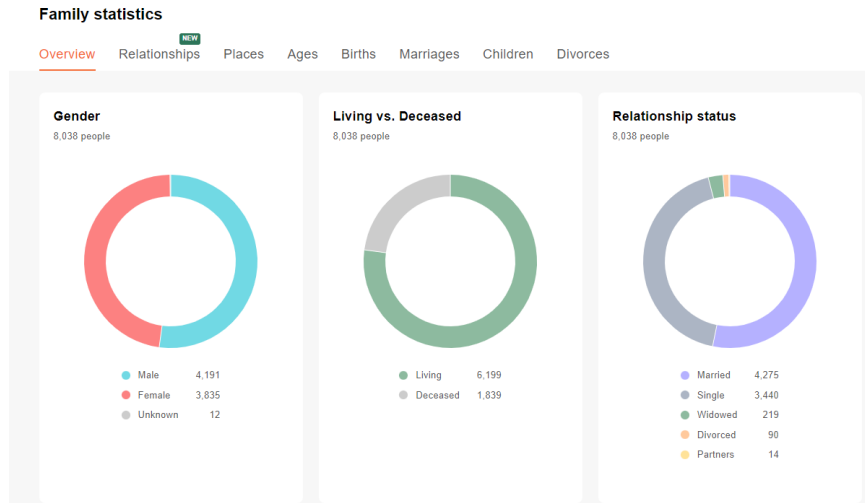 Family statistics
NEW
Overview Relationships Places Ages Births Marriages Children Divorces
Gender
8,038 people
Male 4,191
Female 3,835
Unknown 12
Living vs. Deceased
8,038 people
Living 6,199
Deceased 1,839
Relationship status
8,038 people
Married 4,275
Single 3,440
Widowed 219
Divorced 90
Partners 14